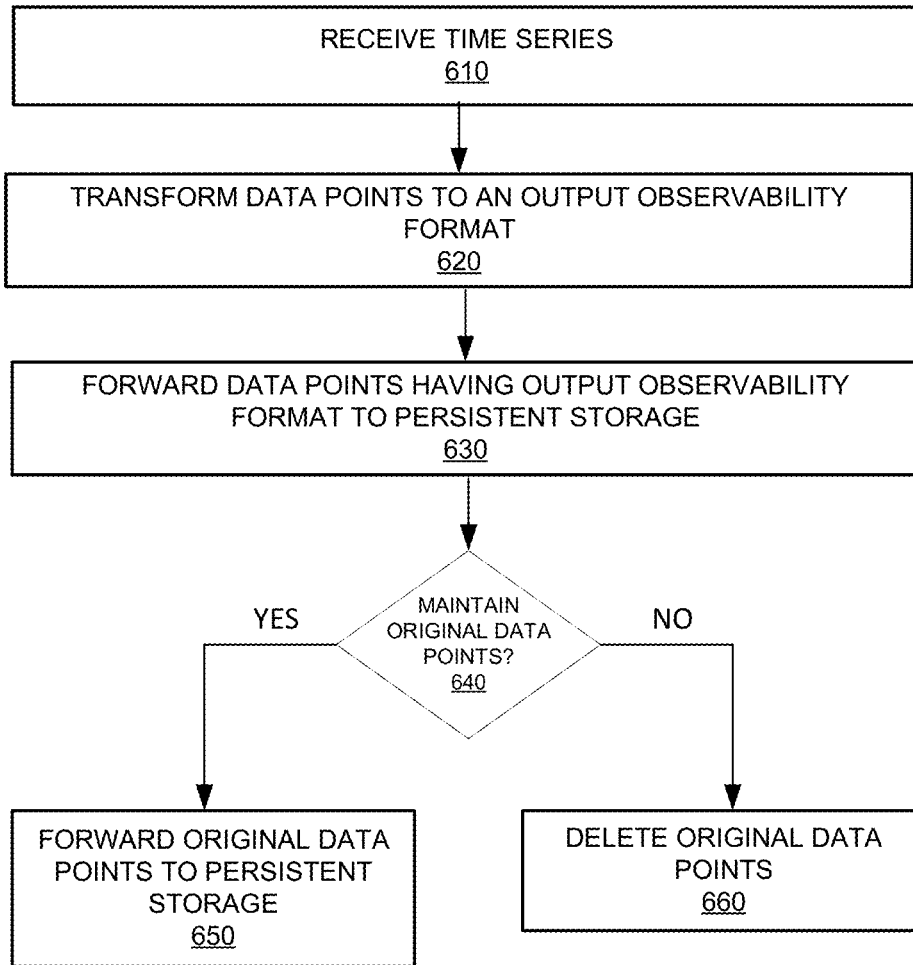 RECEIVE TIME SERIES
610
TRANSFORM DATA POINTS TO AN OUTPUT OBSERVABILITY
FORMAT
620
FORWARD DATA POINTS HAVING OUTPUT OBSERVABILITY
FORMAT TO PERSISTENT STORAGE
630
MAINTAIN
ORIGINAL DATA
POINTS?
640
YES
NO
FORWARD ORIGINAL DATA
POINTS TO PERSISTENT
STORAGE
650
DELETE ORIGINAL DATA
POINTS
660